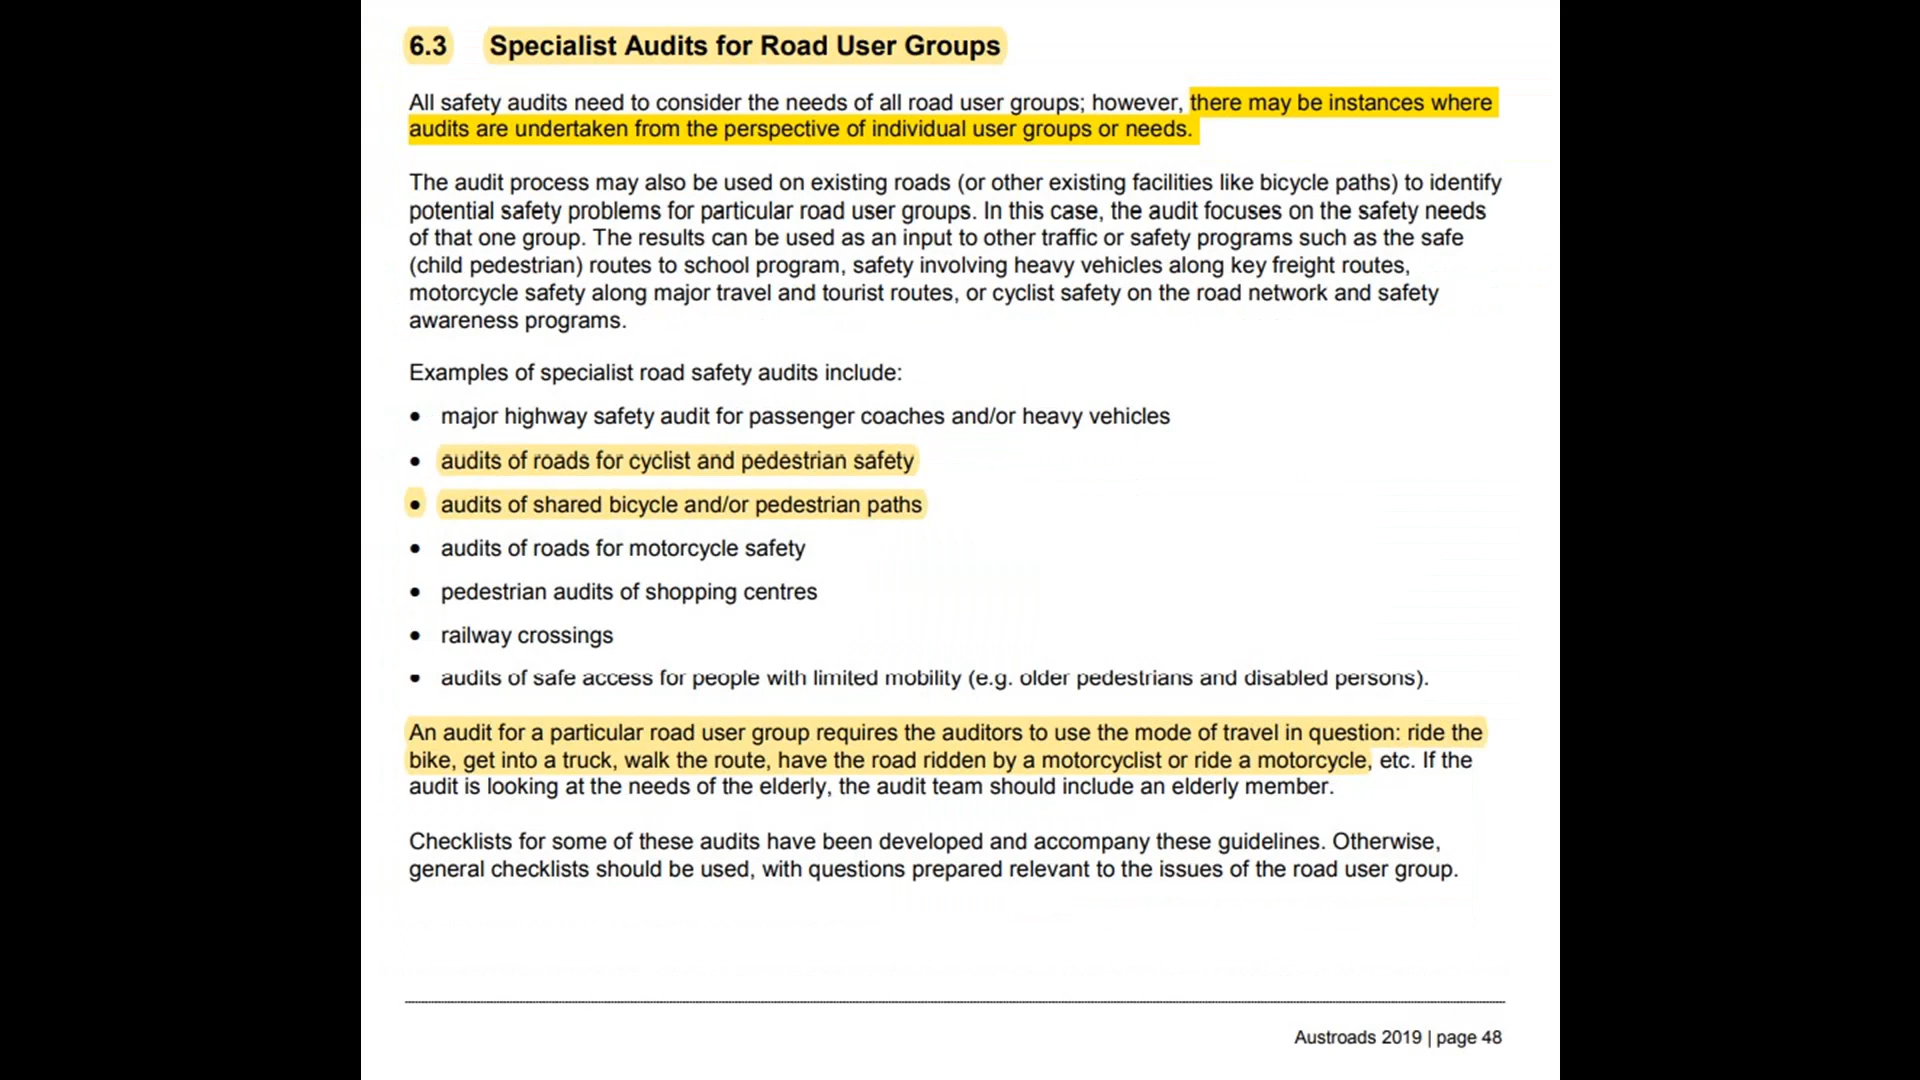 6.3 Specialist Audits for Road User Groups
All safety audits need to consider the needs of all road user groups; however, there may be instances where
audits are undertaken from the perspective of individual user groups or needs.
The audit process may also be used on existing roads (or other existing facilities like bicycle paths) to identify
potential safety problems for particular road user groups. In this case, the audit focuses on the safety needs
of that one group. The results can be used as an input to other traffic or safety programs such as the safe
(child pedestrian) routes to school program, safety involving heavy vehicles along key freight routes,
motorcycle safety along major travel and tourist routes, or cyclist safety on the road network and safety
awareness programs.
Examples of specialist road safety audits include:
• major highway safety audit for passenger coaches and/or heavy vehicles
• audits of roads for cyclist and pedestrian safety
• audits of shared bicycle and/or pedestrian paths
• audits of roads for motorcycle safety
• pedestrian audits of shopping centres
• railway crossings
• audits of safe access for people with limited mobility (e.g. older pedestrians and disabled persons).
An audit for a particular road user group requires the auditors to use the mode of travel in question: ride the
bike, get into a truck, walk the route, have the road ridden by a motorcyclist or ride a motorcycle, etc. If the
audit is looking at the needs of the elderly, the audit team should include an elderly member.
Checklists for some of these audits have been developed and accompany these guidelines. Otherwise,
general checklists should be used, with questions prepared relevant to the issues of the road user group.
Austroads 2019 | page 48